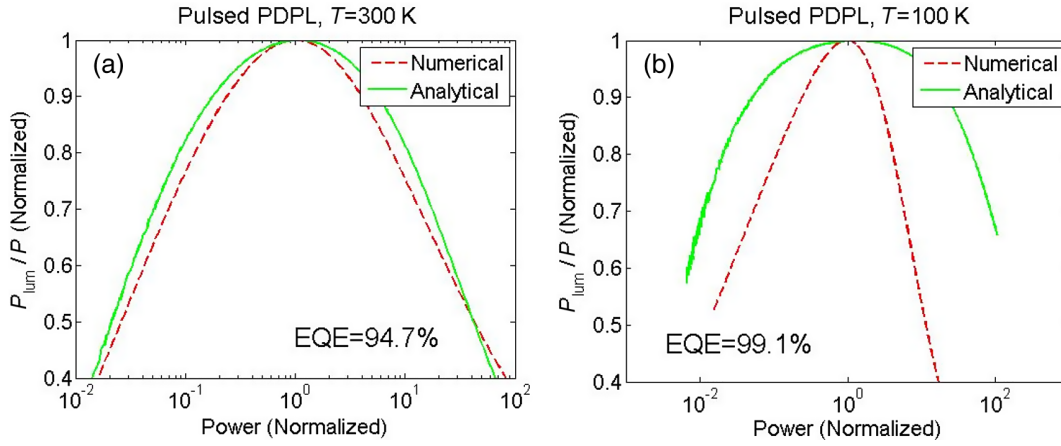 Pulsed PDPL, T=300 K
(a)
Numerical
Analytical
1
0.9
0.8
0.7
0.6
0.5
0.4
P_lum / P (Normalized)
EQE=94.7%
10^-2
10^-1
10^0
10^1
10^2
Power (Normalized)
Pulsed PDPL, T=100 K
(b)
Numerical
Analytical
1
0.9
0.8
0.7
0.6
0.5
0.4
P_lum / P (Normalized)
EQE=99.1%
10^-2
10^0
10^2
Power (Normalized)